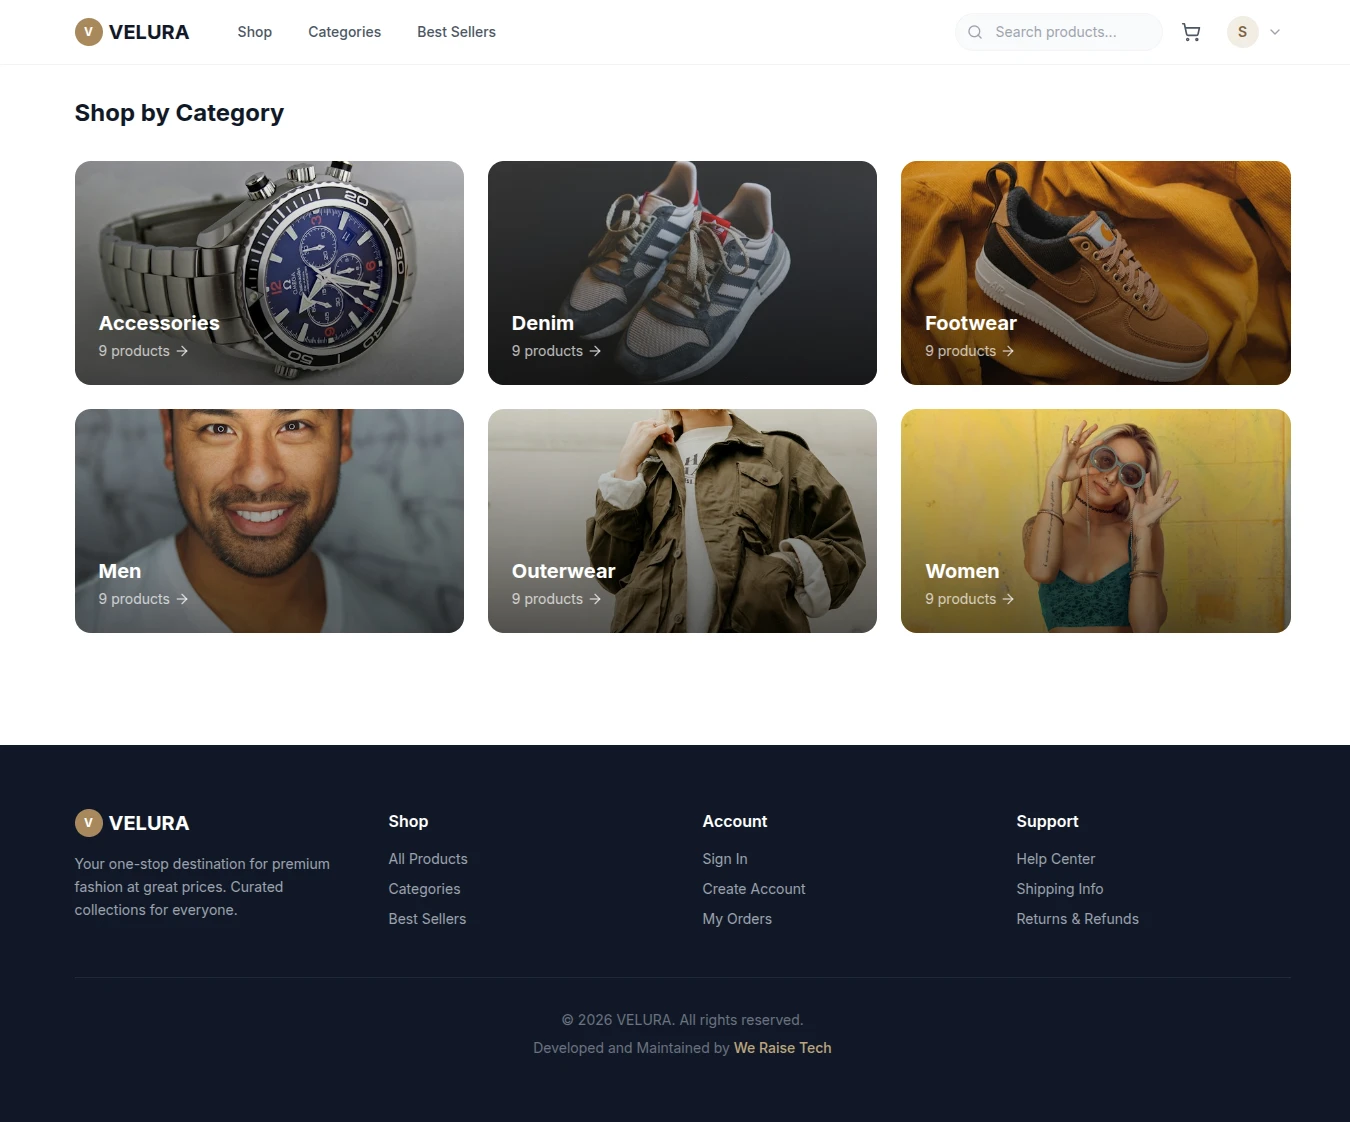 V VELURA
Shop Categories Best Sellers
Search products...
S
Shop by Category
Accessories
9 products →
Denim
9 products →
Footwear
9 products →
Men
9 products →
Outerwear
9 products →
Women
9 products →
V VELURA
Your one-stop destination for premium
fashion at great prices. Curated
collections for everyone.
Shop
All Products
Categories
Best Sellers
Account
Sign In
Create Account
My Orders
Support
Help Center
Shipping Info
Returns & Refunds
© 2026 VELURA. All rights reserved.
Developed and Maintained by We Raise Tech